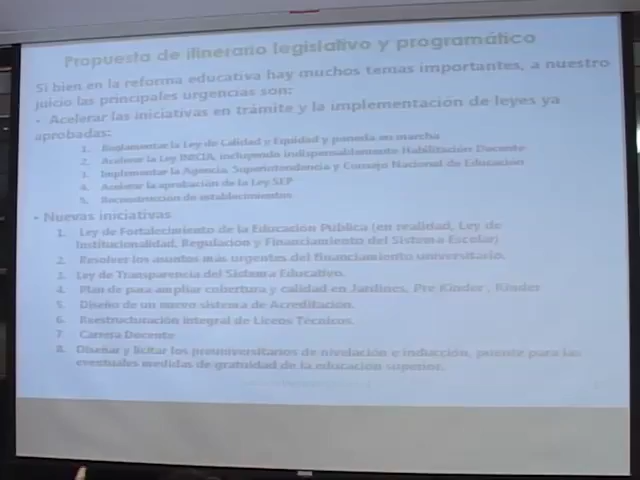 Propuesta de itinerario legislativo y programático
Si bien en la reforma educativa hay muchos temas importantes, a nuestro
juicio las principales urgencias son:
• Acelerar las iniciativas en trámite y la implementación de leyes ya
aprobadas:
1. Reglamentar la Ley de Calidad y Equidad y ponerla en marcha
2. Acelerar la Ley INICIA, incluyendo indispensablemente Habilitación Docente
3. Implementar la Agencia, Superintendencia y Consejo Nacional de Educación
4. Acelerar la aprobación de la Ley SEP
5. Reconstrucción de establecimientos
• Nuevas iniciativas
1. Ley de Fortalecimiento de la Educación Pública (en realidad, Ley de
Institucionalidad, Regulación y Financiamiento del Sistema Escolar)
2. Resolver los asuntos más urgentes del financiamiento universitario.
3. Ley de Transparencia del Sistema Educativo.
4. Plan de para ampliar cobertura y calidad en Jardines, Pre Kinder , Kinder
5. Diseño de un nuevo sistema de Acreditación.
6. Reestructuración integral de Liceos Técnicos.
7. Carrera Docente
8. Diseñar y licitar los preuniversitarios de nivelación e inducción, puente para las
eventuales medidas de gratuidad de la educación superior.